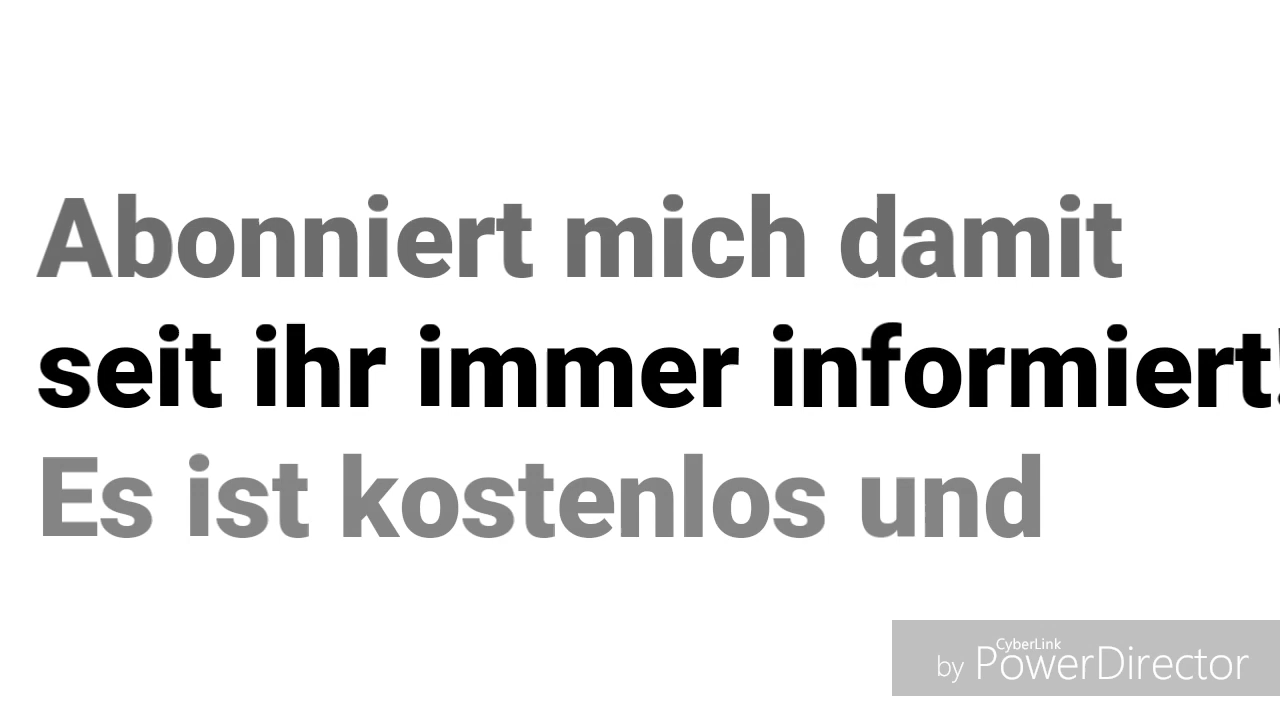 Abonniert mich damit
seit ihr immer informiert!
Es ist kostenlos und
CyberLink
by PowerDirector